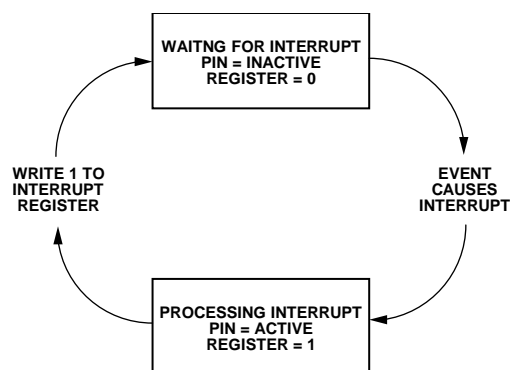 WAITNG FOR INTERRUPT
PIN = INACTIVE
REGISTER = 0
WRITE 1 TO
INTERRUPT
REGISTER
EVENT
CAUSES
INTERRUPT
PROCESSING INTERRUPT
PIN = ACTIVE
REGISTER = 1